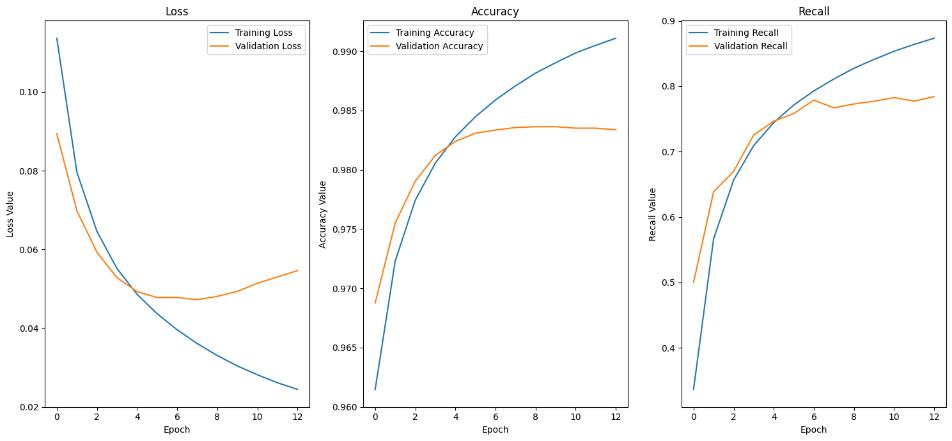 Loss
Training Loss
Validation Loss
0.10
0.08
0.06
0.04
0.02
Loss Value
0 2 4 6 8 10 12
Epoch
Accuracy
Training Accuracy
Validation Accuracy
0.990
0.985
0.980
0.975
0.970
0.965
0.960
Accuracy Value
0 2 4 6 8 10 12
Epoch
Recall
Training Recall
Validation Recall
0.9
0.8
0.7
0.6
0.5
0.4
Recall Value
0 2 4 6 8 10 12
Epoch